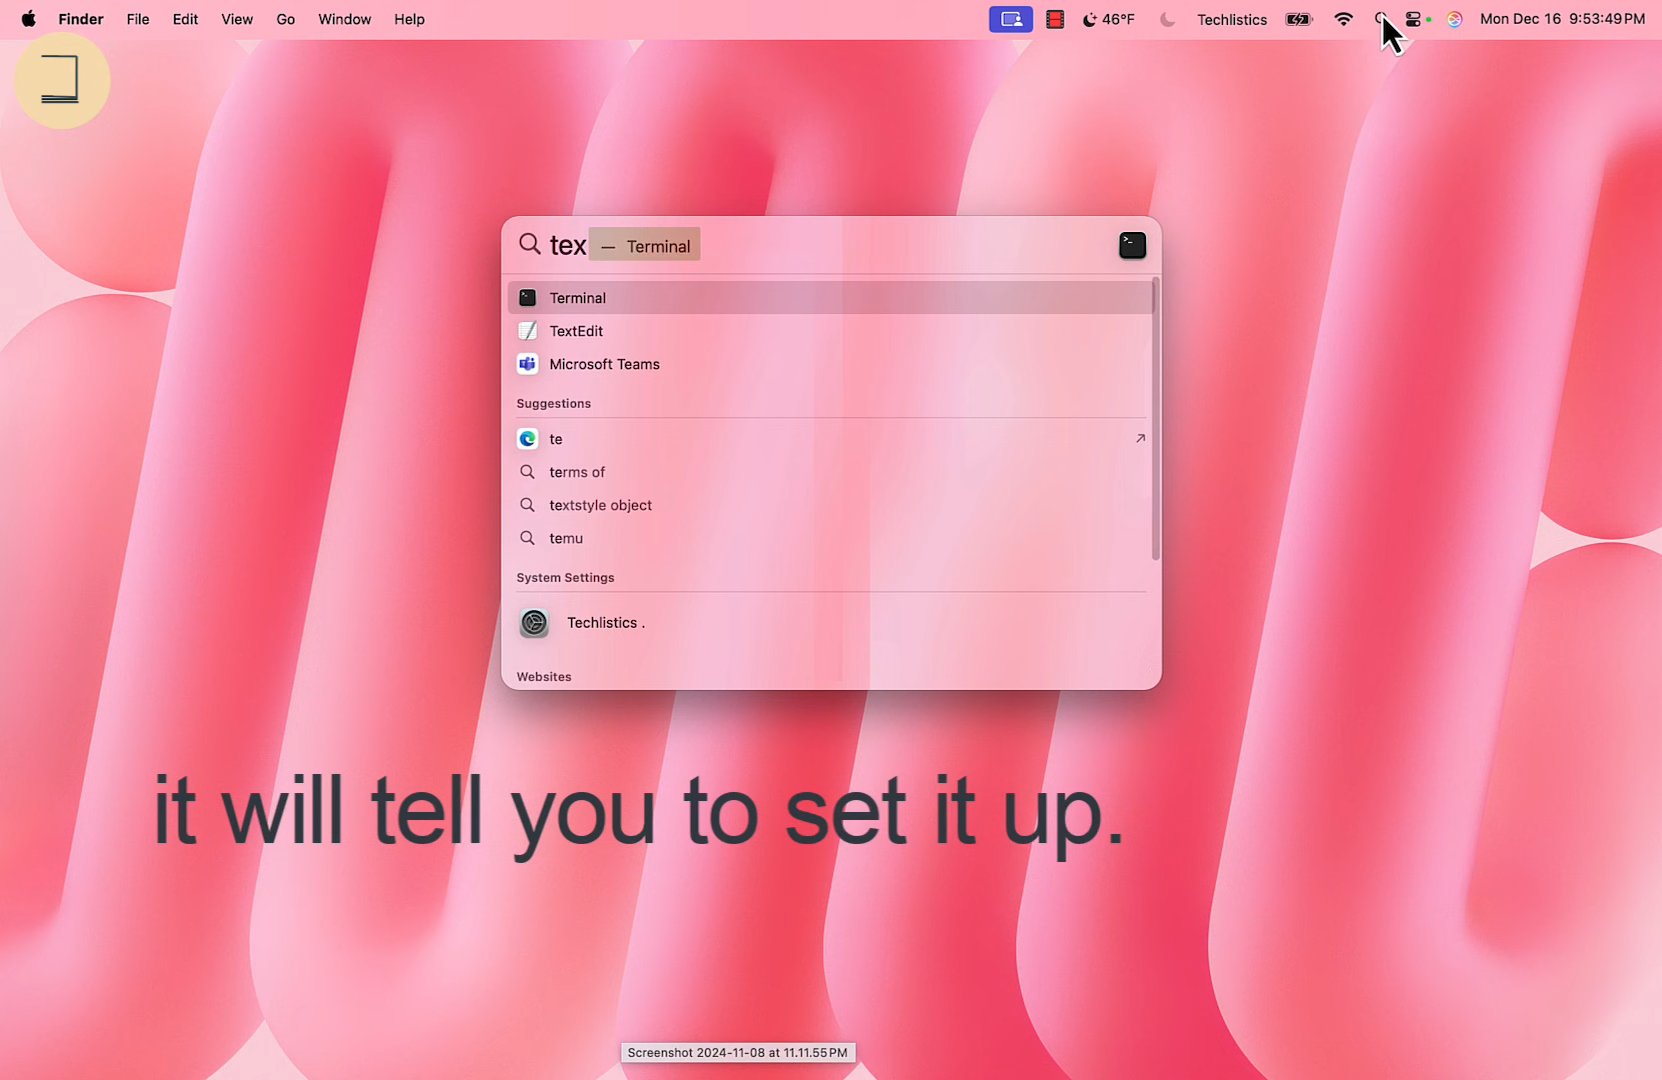 Finder File Edit View Go Window Help 46°F Techlistics Mon Dec 16 9:53:49 PM
tex — Terminal
Terminal
TextEdit
Microsoft Teams
Suggestions
te
terms of
textstyle object
temu
System Settings
Techlistics .
Websites
it will tell you to set it up.
Screenshot 2024-11-08 at 11.11.55 PM